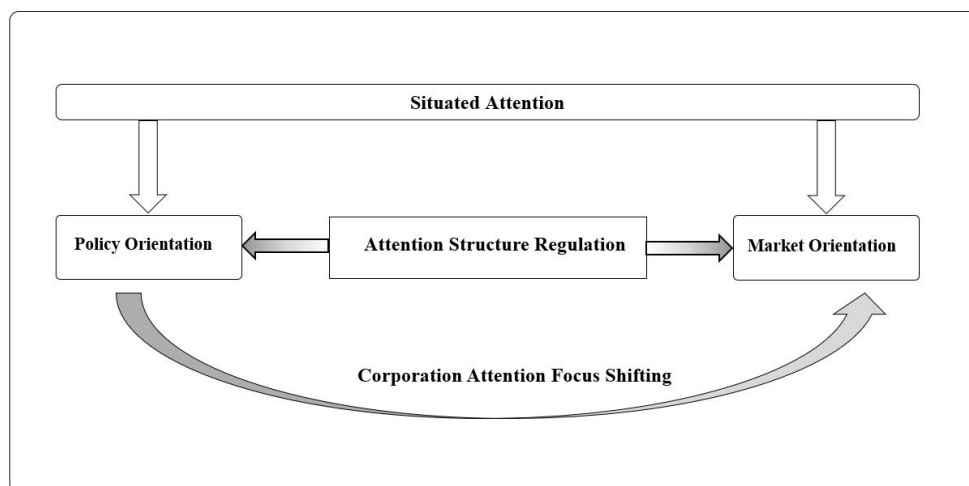 Situated Attention
Policy Orientation
Attention Structure Regulation
Market Orientation
Corporation Attention Focus Shifting